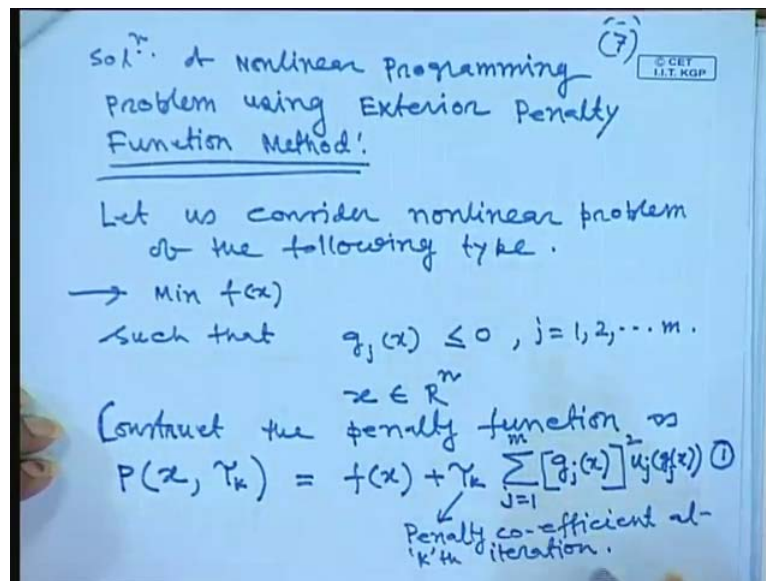 (7)
© CET
I.I.T. KGP
Solⁿ. of Nonlinear Programming
Problem using Exterior Penalty
Function Method:
Let us consider nonlinear problem
of the following type.
→ Min f(x)
such that g_j(x) ≤ 0, j = 1, 2, ... m.
x ∈ Rⁿ
Construct the penalty function as
P(x, r_k) = f(x) + r_k ∑_{j=1}^{m} [g_j(x)]² u_j(g_j(x)) ①
Penalty co-efficient at-
'k'th iteration.